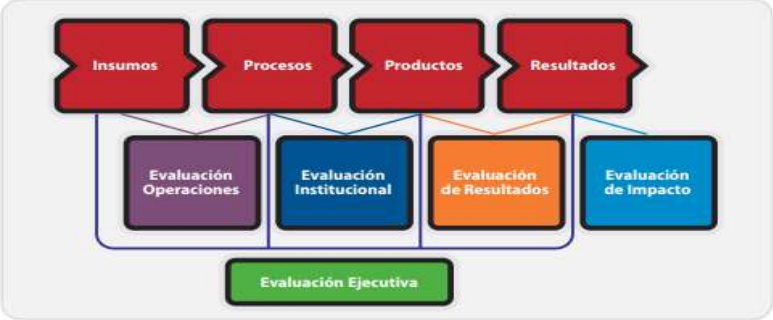 Insumos
Procesos
Productos
Resultados
Evaluación
Operaciones
Evaluación
Institucional
Evaluación
de Resultados
Evaluación
de Impacto
Evaluación Ejecutiva